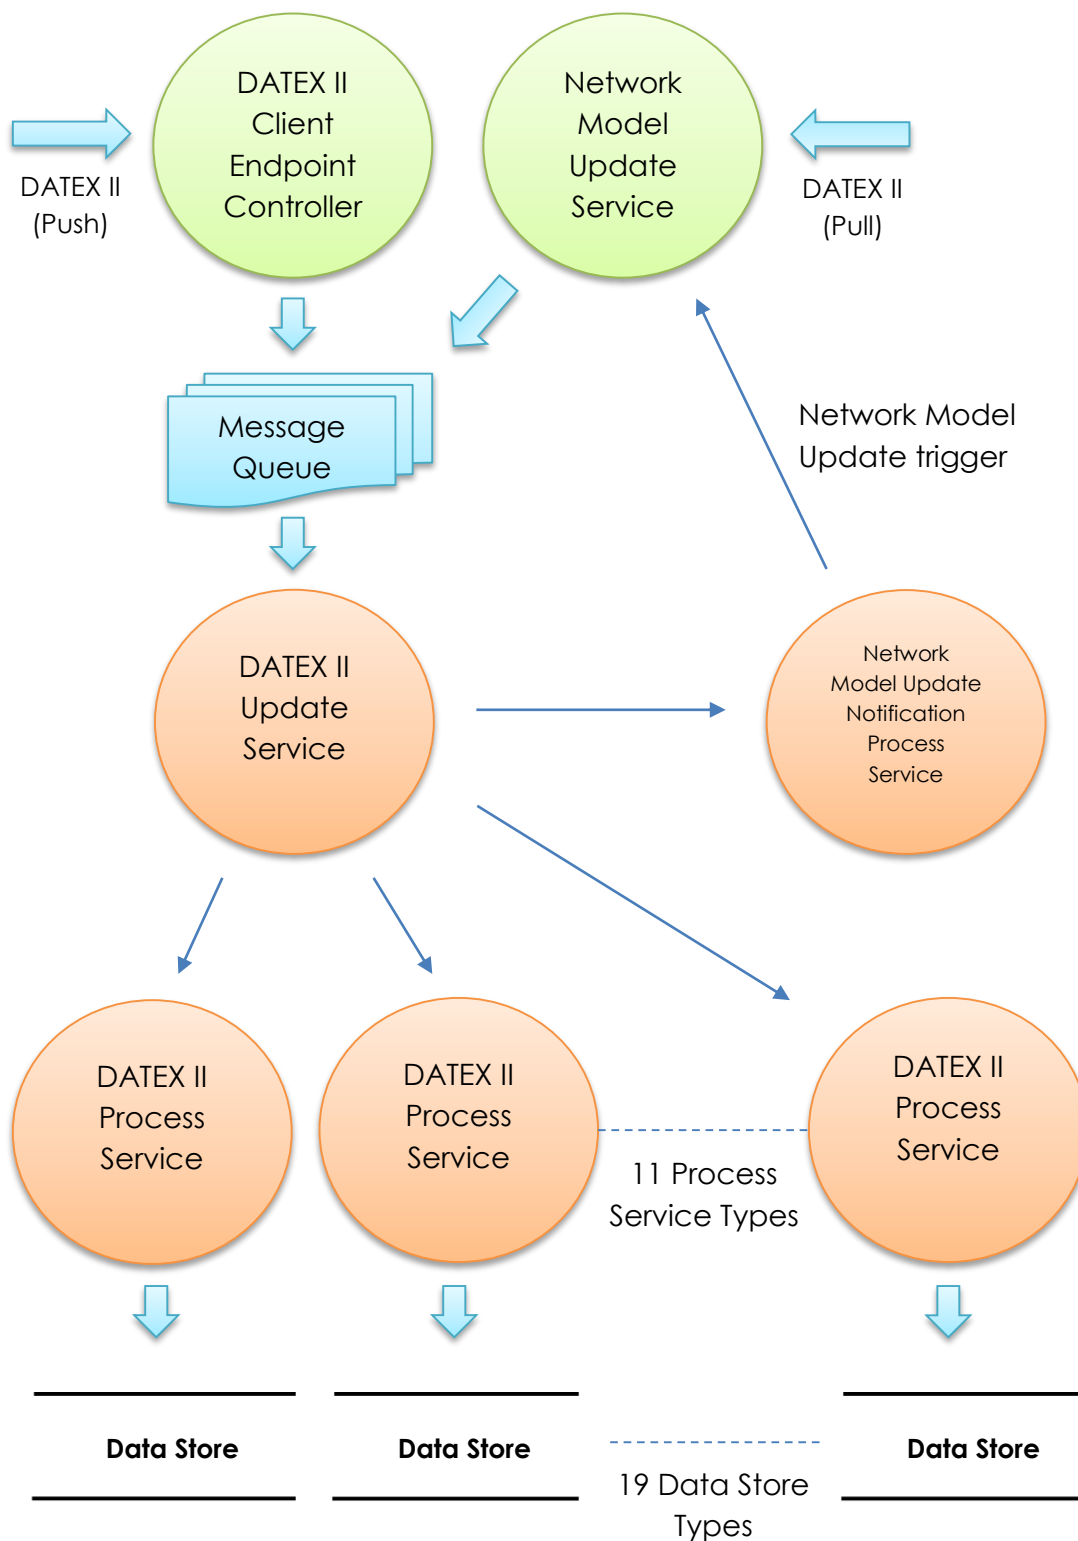 DATEX II
Client
Endpoint
Controller
Network
Model
Update
Service
DATEX II
(Push)
DATEX II
(Pull)
Message
Queue
Network Model
Update trigger
DATEX II
Update
Service
Network
Model Update
Notification
Process
Service
DATEX II
Process
Service
DATEX II
Process
Service
DATEX II
Process
Service
11 Process
Service Types
Data Store
Data Store
Data Store
19 Data Store
Types